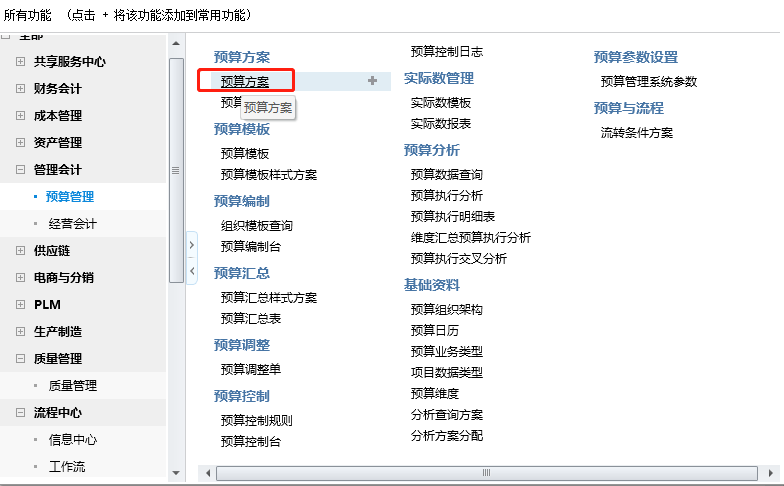 所有功能 （点击 + 将该功能添加到常用功能）
全部
共享服务中心
财务会计
成本管理
资产管理
管理会计
预算管理
经营会计
供应链
电商与分销
PLM
生产制造
质量管理
质量管理
流程中心
信息中心
工作流
预算方案
预算方案
预算
预算方案
预算模板
预算模板
预算模板样式方案
预算编制
组织模板查询
预算编制台
预算汇总
预算汇总样式方案
预算汇总表
预算调整
预算调整单
预算控制
预算控制规则
预算控制台
预算控制日志
实际数管理
实际数模板
实际数报表
预算分析
预算数据查询
预算执行分析
预算执行明细表
维度汇总预算执行分析
预算执行交叉分析
基础资料
预算组织架构
预算日历
预算业务类型
项目数据类型
预算维度
分析查询方案
分析方案分配
预算参数设置
预算管理系统参数
预算与流程
流转条件方案